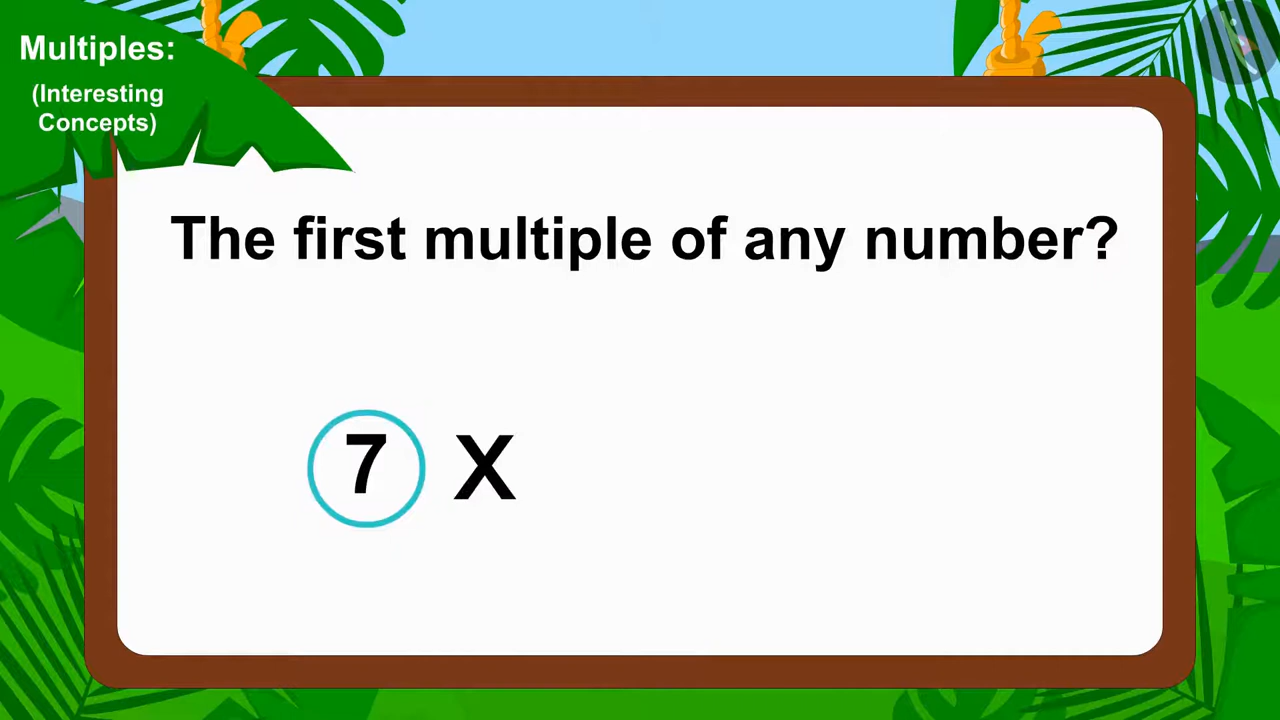 Multiples:
(Interesting
Concepts)
The first multiple of any number?
7 X